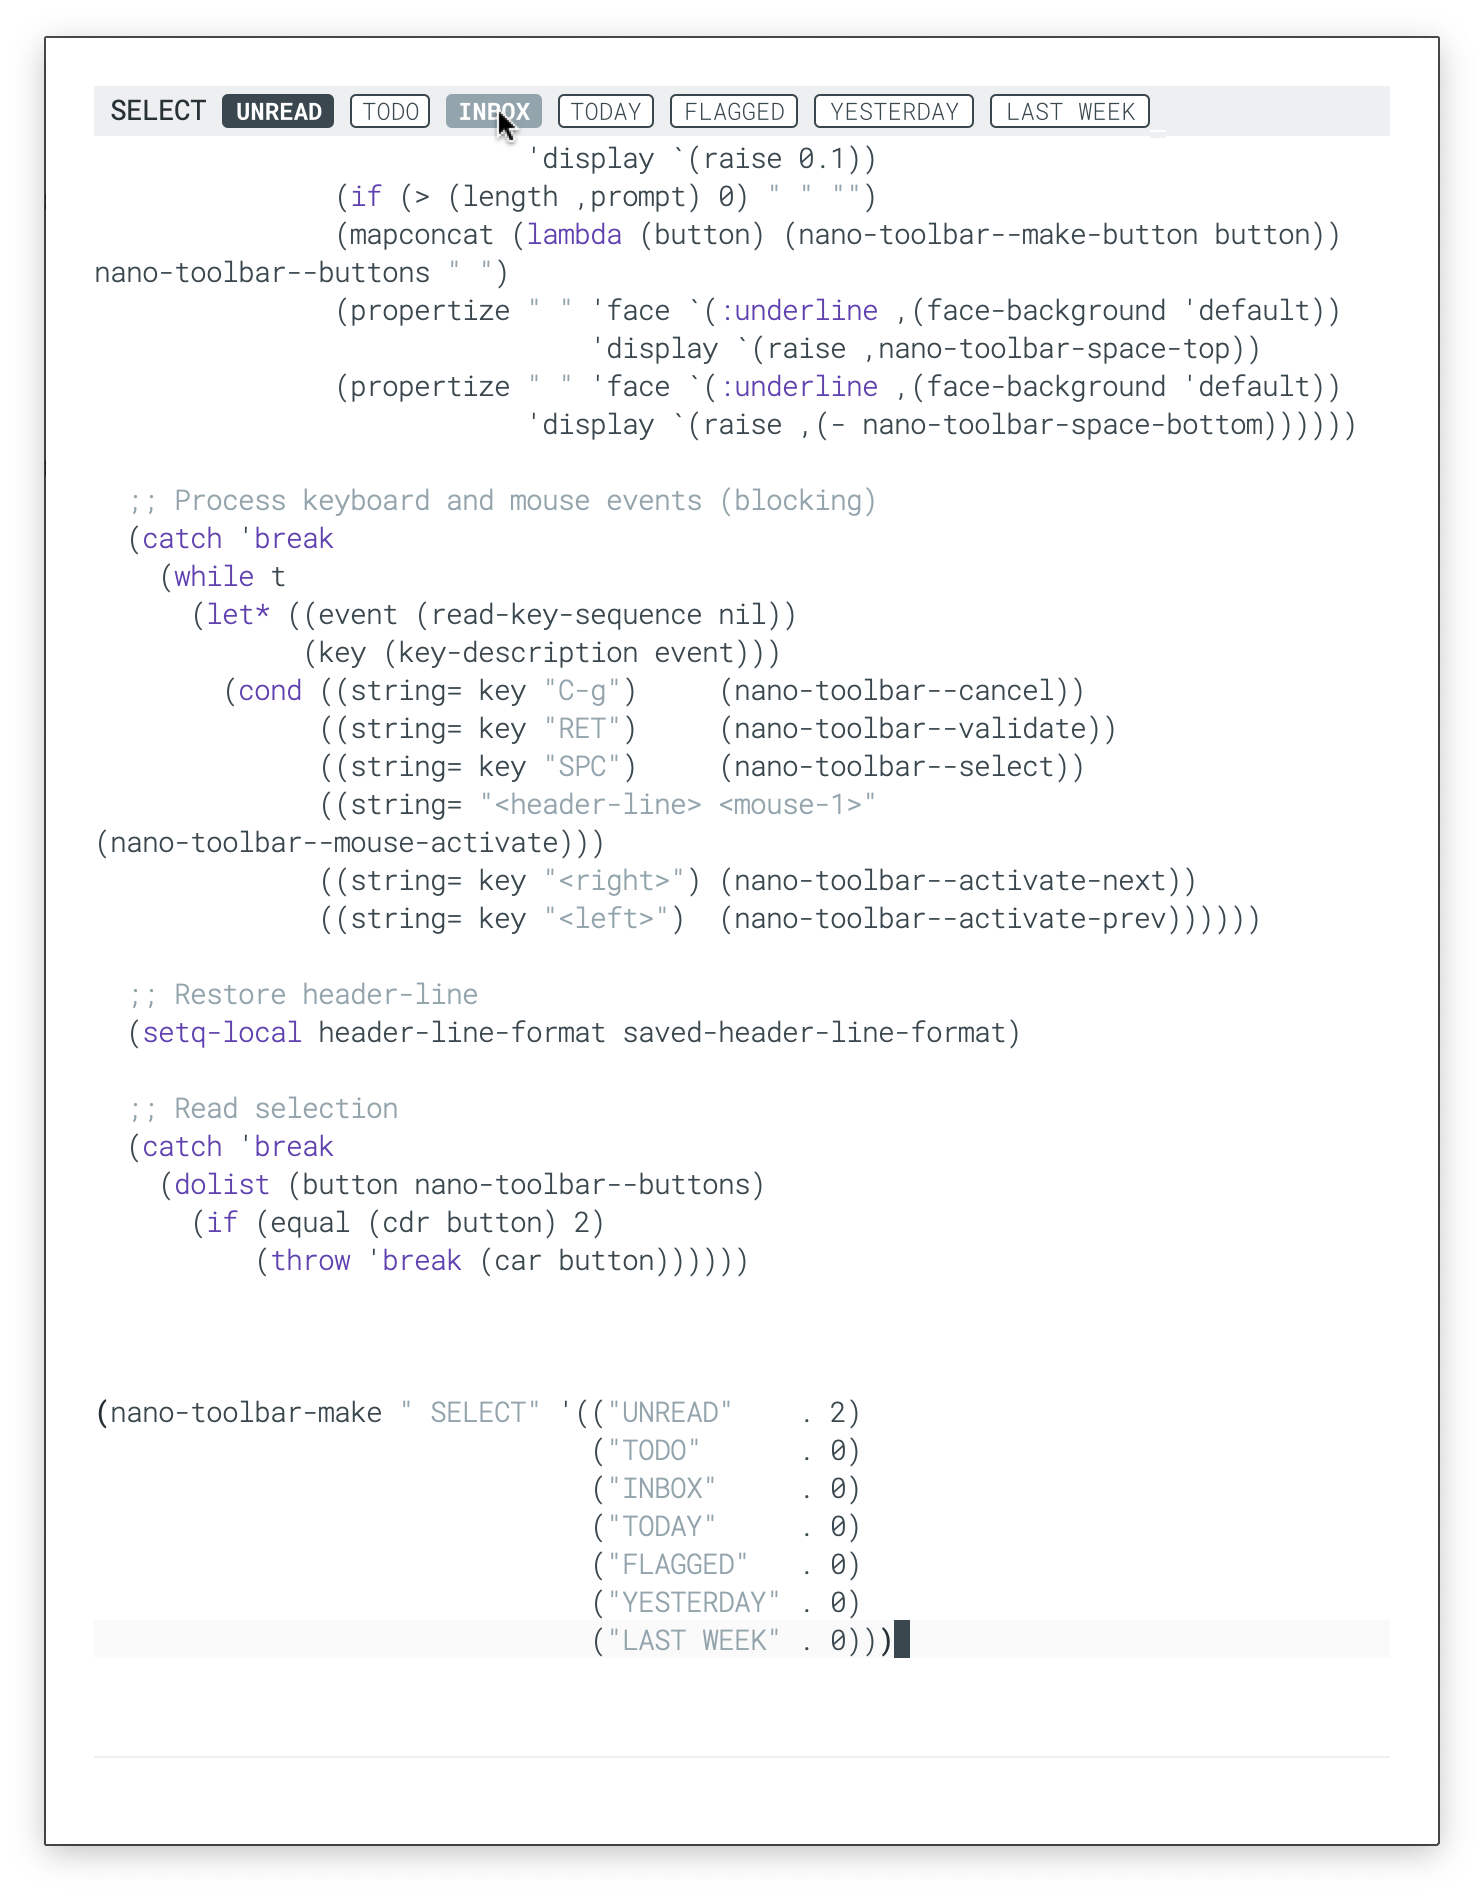 SELECT UNREAD TODO INBOX TODAY FLAGGED YESTERDAY LAST WEEK
                           'display `(raise 0.1))
               (if (> (length ,prompt) 0) " " "")
               (mapconcat (lambda (button) (nano-toolbar--make-button button))
nano-toolbar--buttons " ")
               (propertize " " 'face `(:underline ,(face-background 'default))
                               'display `(raise ,nano-toolbar-space-top))
               (propertize " " 'face `(:underline ,(face-background 'default))
                           'display `(raise ,(- nano-toolbar-space-bottom))))))

  ;; Process keyboard and mouse events (blocking)
  (catch 'break
    (while t
      (let* ((event (read-key-sequence nil))
             (key (key-description event)))
        (cond ((string= key "C-g")     (nano-toolbar--cancel))
              ((string= key "RET")     (nano-toolbar--validate))
              ((string= key "SPC")     (nano-toolbar--select))
              ((string= "<header-line> <mouse-1>"
(nano-toolbar--mouse-activate)))
              ((string= key "<right>") (nano-toolbar--activate-next))
              ((string= key "<left>")  (nano-toolbar--activate-prev))))))

  ;; Restore header-line
  (setq-local header-line-format saved-header-line-format)

  ;; Read selection
  (catch 'break
    (dolist (button nano-toolbar--buttons)
      (if (equal (cdr button) 2)
          (throw 'break (car button))))))

(nano-toolbar-make " SELECT" '(("UNREAD"    . 2)
                               ("TODO"      . 0)
                               ("INBOX"     . 0)
                               ("TODAY"     . 0)
                               ("FLAGGED"   . 0)
                               ("YESTERDAY" . 0)
                               ("LAST WEEK" . 0)))